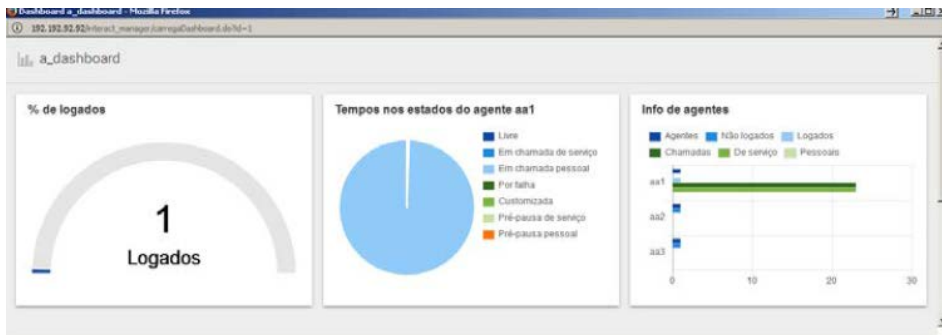 Dashboard a_dashboard - Mozilla Firefox
192.192.92.92/interact_manager/carregaDashboard.do?id=1
a_dashboard
% de logados
1
Logados
Tempos nos estados do agente aa1
Livre
Em chamada de serviço
Em chamada pessoal
Por falha
Customizada
Pré-pausa de serviço
Pré-pausa pessoal
Info de agentes
Agentes Não logados Logados
Chamadas De serviço Pessoais
aa1
aa2
aa3
0 10 20 30